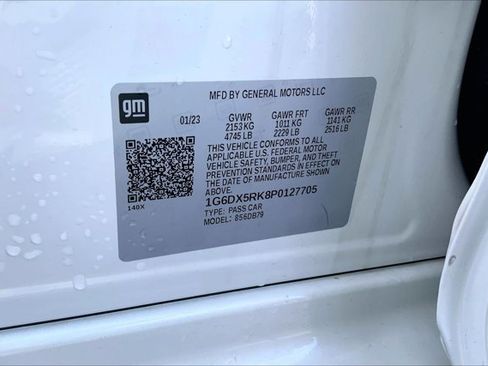 MFD BY GENERAL MOTORS LLC
gm
01/23 GVWR GAWR FRT GAWR RR
2153 KG 1011 KG 1141 KG
4745 LB 2229 LB 2516 LB
THIS VEHICLE CONFORMS TO ALL
APPLICABLE U.S. FEDERAL MOTOR
VEHICLE SAFETY, BUMPER, AND THEFT
PREVENTION STANDARDS IN EFFECT ON
THE DATE OF MANUFACTURE SHOWN
ABOVE.
1G6DX5RK8P0127705
TYPE: PASS CAR
MODEL: 856DB79
140X